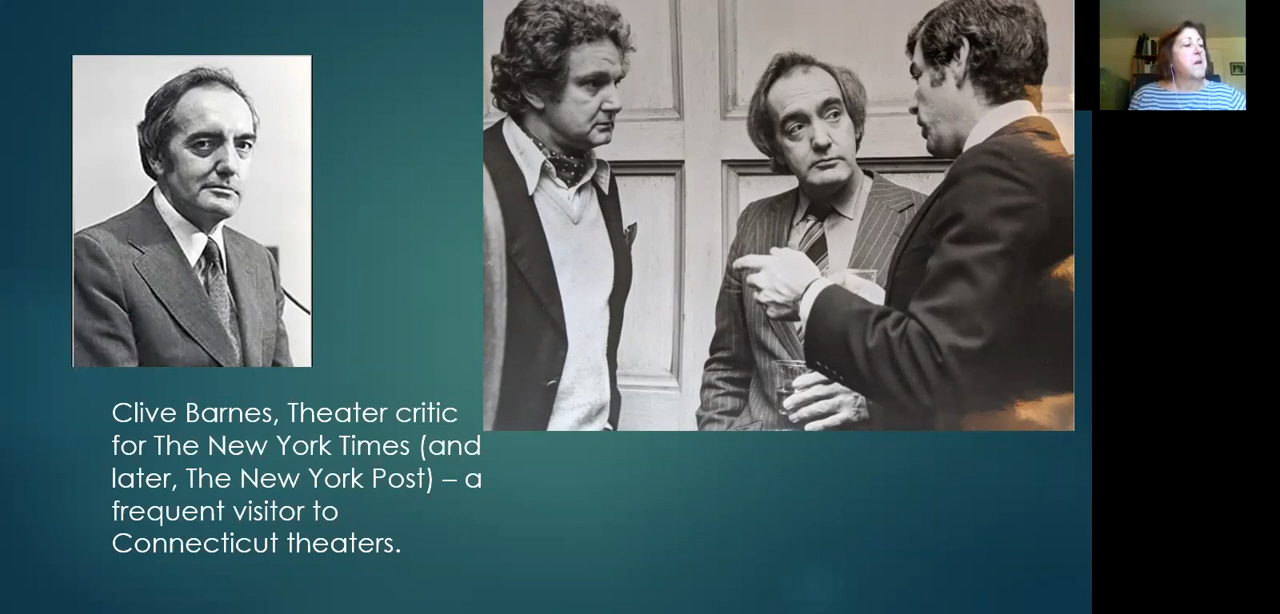 Clive Barnes, Theater critic
for The New York Times (and
later, The New York Post) – a
frequent visitor to
Connecticut theaters.